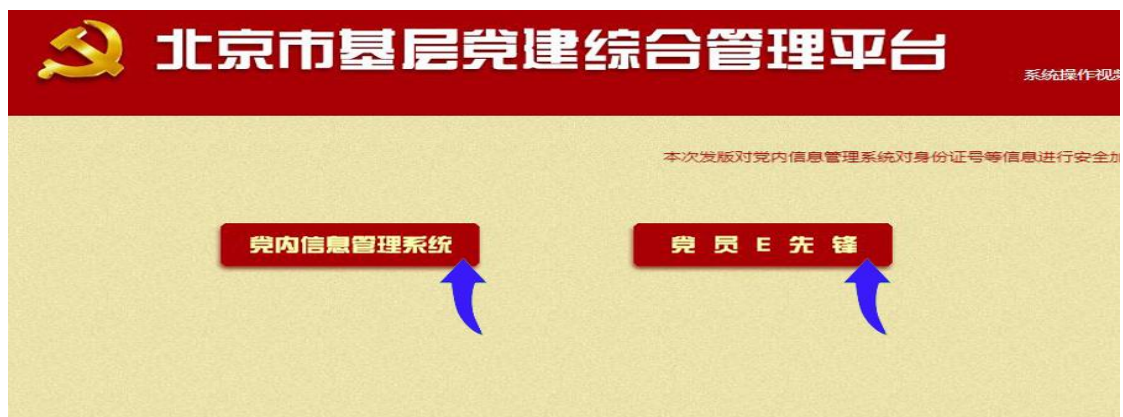 北京市基层党建综合管理平台
系统操作视频
本次发版对党内信息管理系统对身份证号等信息进行安全加
党内信息管理系统
党员E先锋